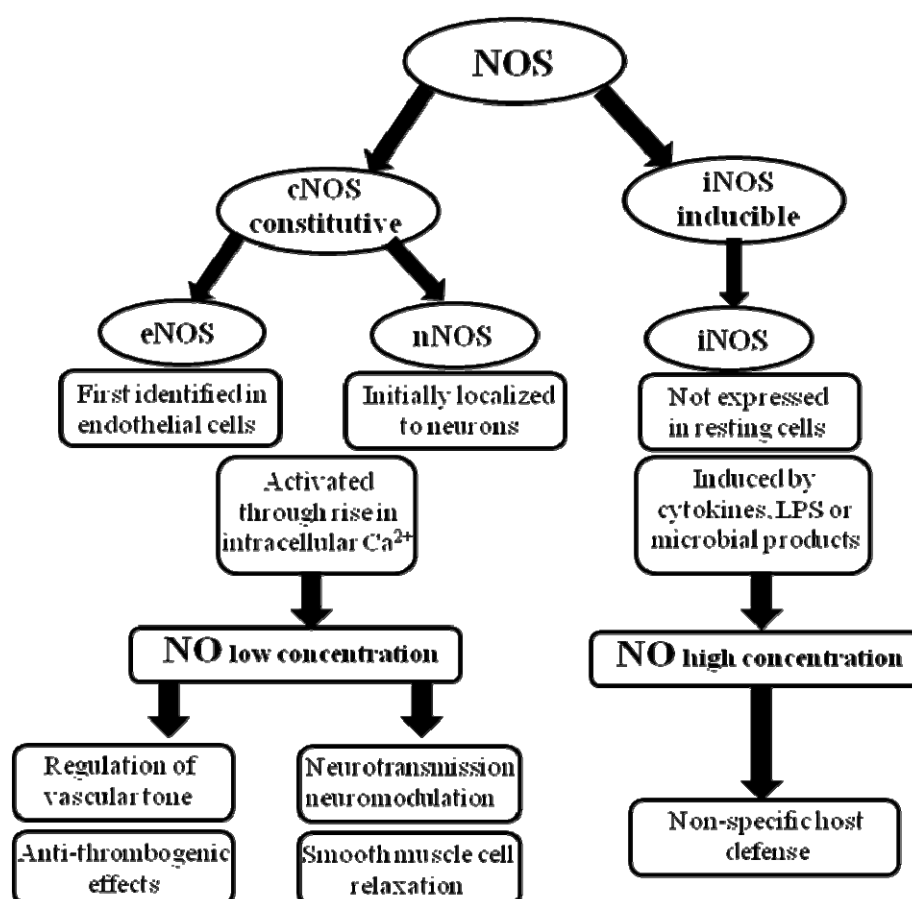 NOS
cNOS
constitutive
iNOS
inducible
eNOS
nNOS
iNOS
First identified in
endothelial cells
Initially localized
to neurons
Not expressed
in resting cells
Activated
through rise in
intracellular Ca²⁺
Induced by
cytokines, LPS or
microbial products
NO low concentration
NO high concentration
Regulation of
vascular tone
Neurotransmission
neuromodulation
Non-specific host
defense
Anti-thrombogenic
effects
Smooth muscle cell
relaxation